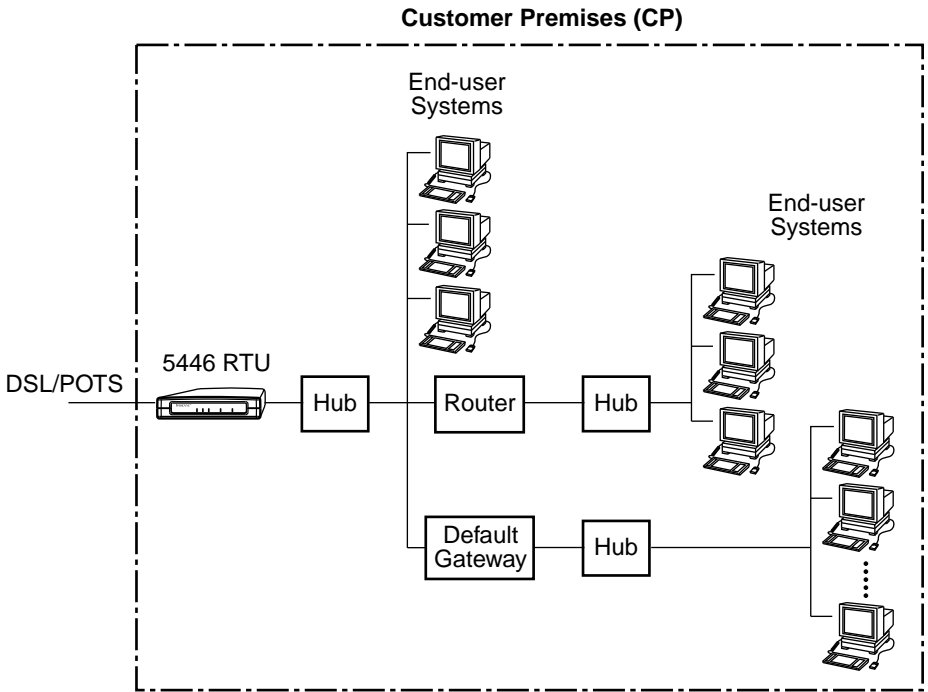 Customer Premises (CP)
End-user
Systems
End-user
Systems
5446 RTU
DSL/POTS
Hub
Router
Hub
Default
Gateway
Hub